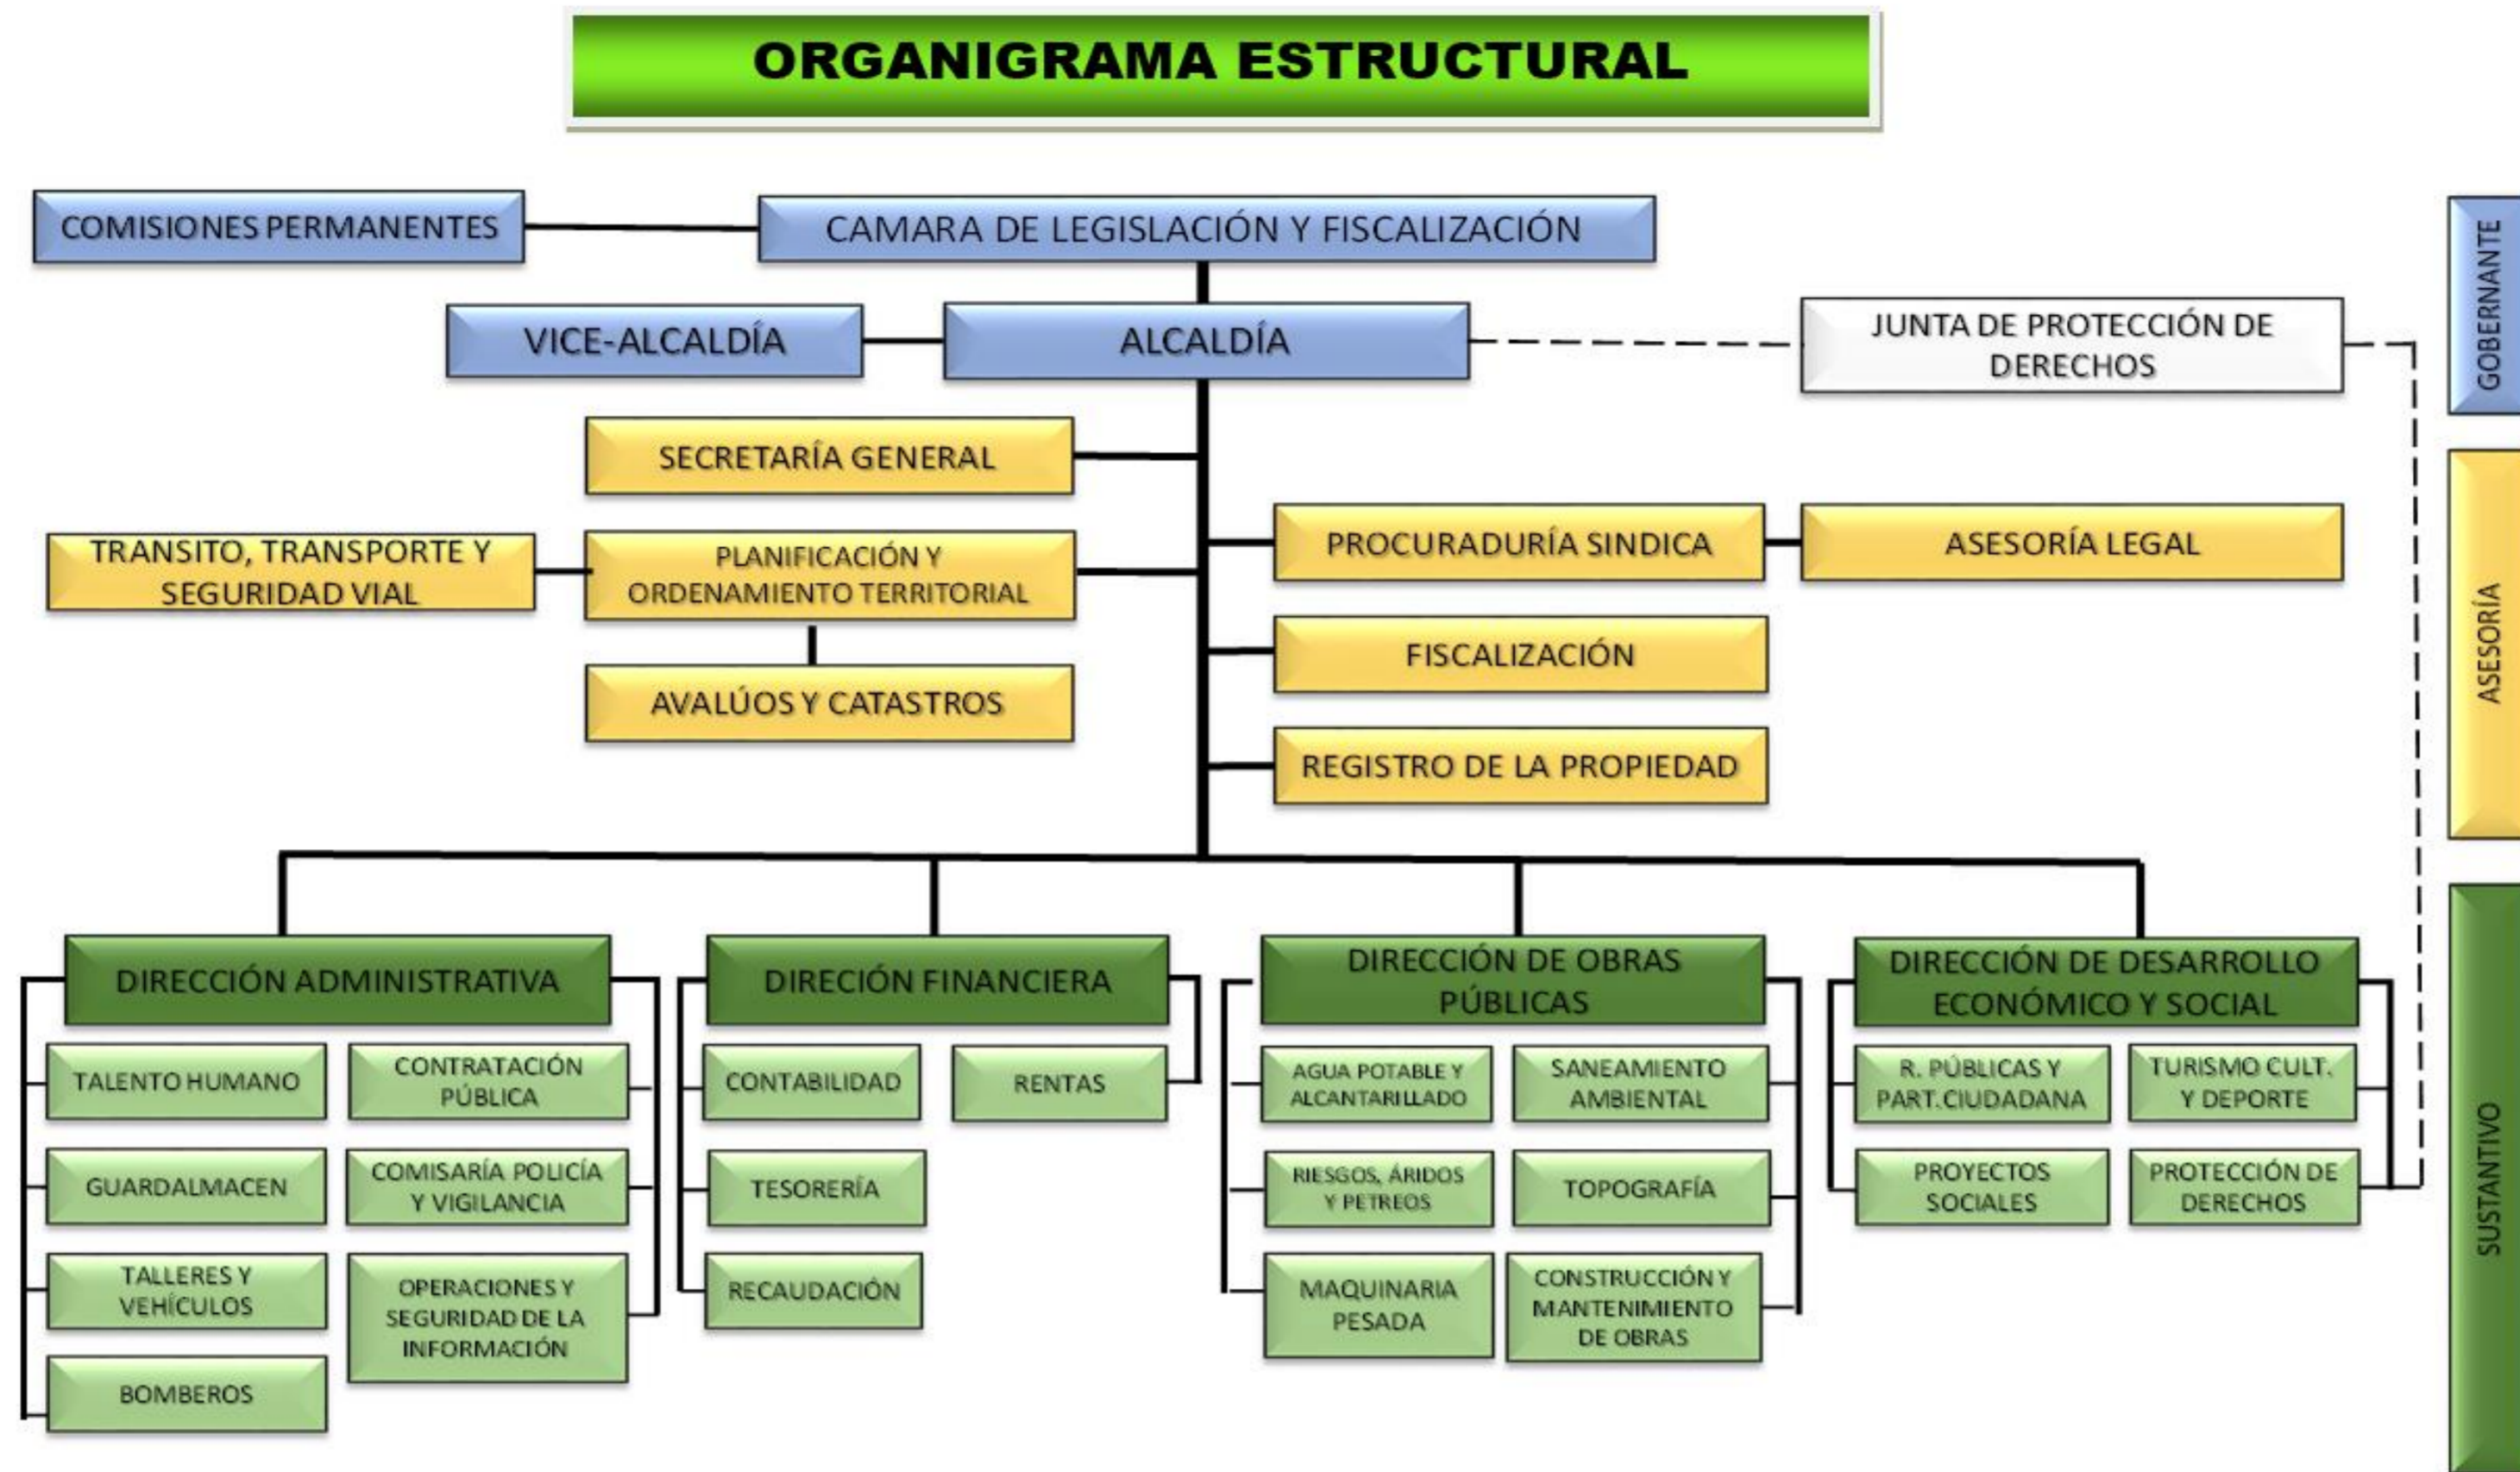 ORGANIGRAMA ESTRUCTURAL
COMISIONES PERMANENTES
CAMARA DE LEGISLACIÓN Y FISCALIZACIÓN
VICE-ALCALDÍA
ALCALDÍA
JUNTA DE PROTECCIÓN DE
DERECHOS
GOBERNANTE
SECRETARÍA GENERAL
TRANSITO, TRANSPORTE Y
SEGURIDAD VIAL
PLANIFICACIÓN Y
ORDENAMIENTO TERRITORIAL
PROCURADURÍA SINDICA
ASESORÍA LEGAL
FISCALIZACIÓN
AVALÚOS Y CATASTROS
REGISTRO DE LA PROPIEDAD
ASESORÍA
DIRECCIÓN ADMINISTRATIVA
TALENTO HUMANO
CONTRATACIÓN
PÚBLICA
GUARDALMACEN
COMISARÍA POLICÍA
Y VIGILANCIA
TALLERES Y
VEHÍCULOS
OPERACIONES Y
SEGURIDAD DE LA
INFORMACIÓN
BOMBEROS
DIRECIÓN FINANCIERA
CONTABILIDAD
RENTAS
TESORERÍA
RECAUDACIÓN
DIRECCIÓN DE OBRAS
PÚBLICAS
AGUA POTABLE Y
ALCANTARILLADO
SANEAMIENTO
AMBIENTAL
RIESGOS, ÁRIDOS
Y PETREOS
TOPOGRAFÍA
MAQUINARIA
PESADA
CONSTRUCCIÓN Y
MANTENIMIENTO
DE OBRAS
DIRECCIÓN DE DESARROLLO
ECONÓMICO Y SOCIAL
R. PÚBLICAS Y
PART.CIUDADANA
TURISMO CULT.
Y DEPORTE
PROYECTOS
SOCIALES
PROTECCIÓN DE
DERECHOS
SUSTANTIVO